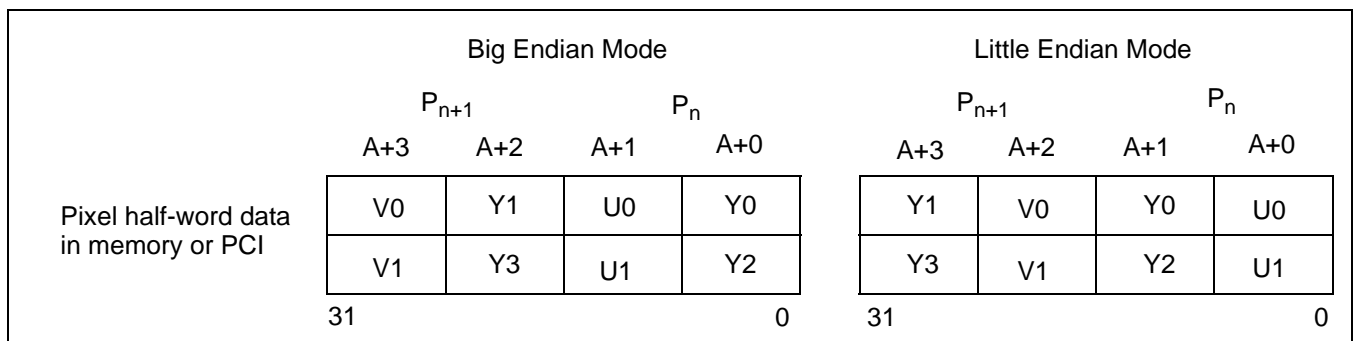 Big Endian Mode Little Endian Mode
Pn+1 Pn Pn+1 Pn
A+3 A+2 A+1 A+0 A+3 A+2 A+1 A+0
Pixel half-word data
in memory or PCI
V0 Y1 U0 Y0 Y1 V0 Y0 U0
V1 Y3 U1 Y2 Y3 V1 Y2 U1
31 0 31 0